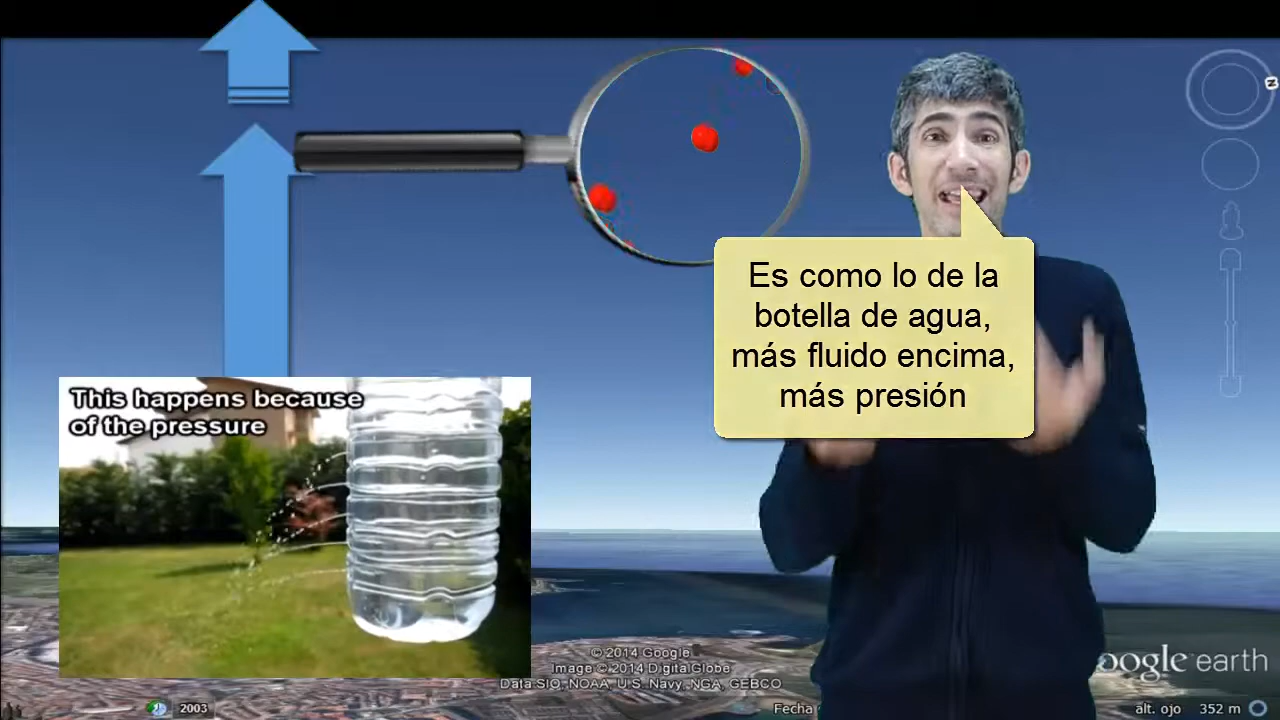 Es como lo de la
botella de agua,
más fluido encima,
más presión
This happens because
of the pressure
© 2014 Google
Image © 2014 DigitalGlobe
Data SIO, NOAA, U.S. Navy, NGA, GEBCO
oogle earth
2003
Fecha
alt. ojo 352 m
N